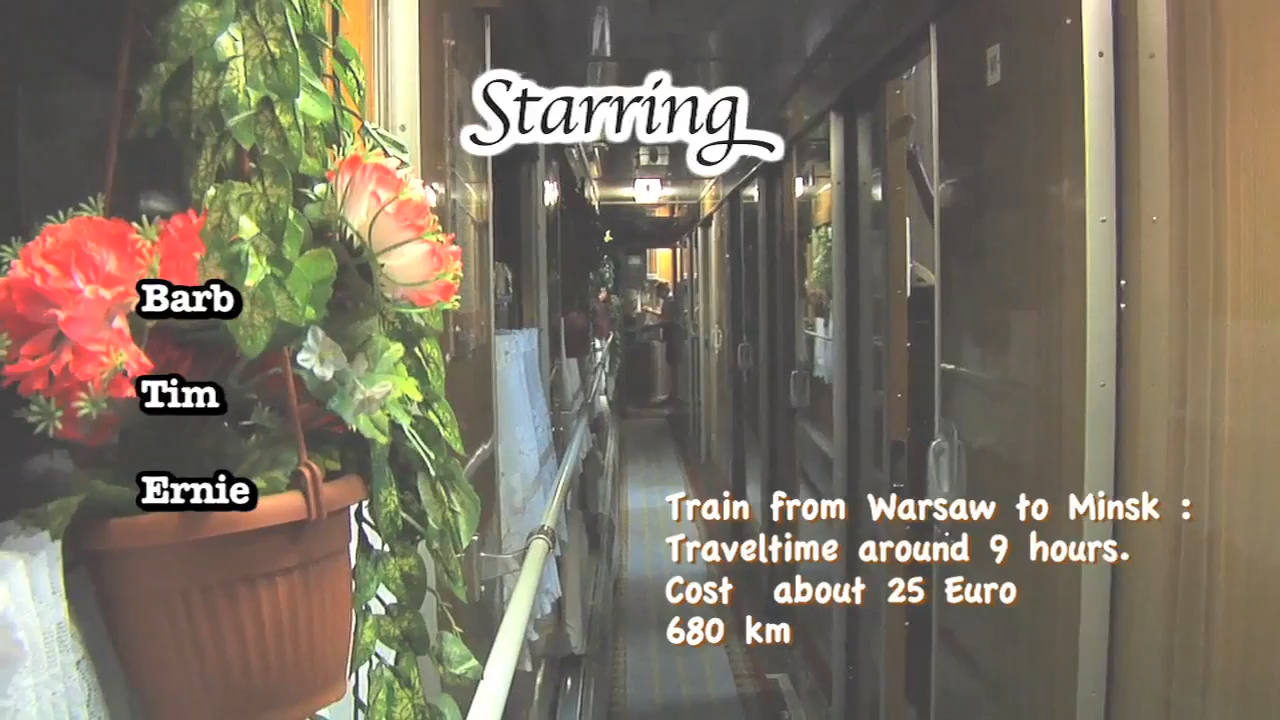 Starring
Barb
Tim
Ernie
Train from Warsaw to Minsk :
Traveltime around 9 hours.
Cost about 25 Euro
680 km